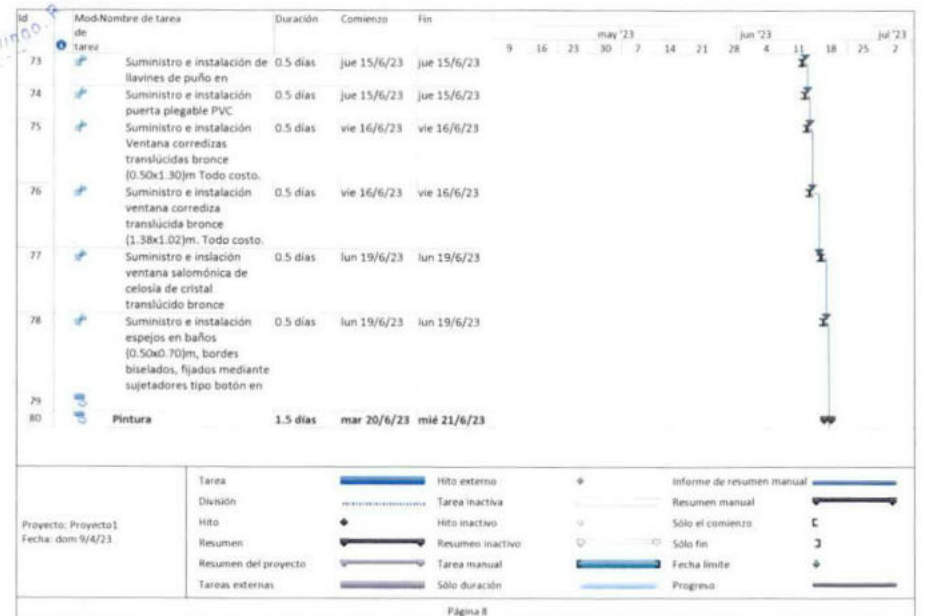 Id
Mod de tarea
Nombre de tarea
Duración
Comienzo
Fin
may '23
jun '23
jul '23
9 16 23 30 7 14 21 28 4 11 18 25 2
73 Suministro e instalación de 0.5 días jue 15/6/23 jue 15/6/23
llavines de puño en
74 Suministro e instalación 0.5 días jue 15/6/23 jue 15/6/23
puerta plegable PVC
75 Suministro e instalación 0.5 días vie 16/6/23 vie 16/6/23
Ventana corredizas
translúcidas bronce
(0.50x1.30)m Todo costo.
76 Suministro e instalación 0.5 días vie 16/6/23 vie 16/6/23
ventana corrediza
translúcida bronce
(1.38x1.02)m. Todo costo.
77 Suministro e inslación 0.5 días lun 19/6/23 lun 19/6/23
ventana salomónica de
celosía de cristal
translúcido bronce
78 Suministro e instalación 0.5 días lun 19/6/23 lun 19/6/23
espejos en baños
(0.50x0.70)m, bordes
biselados, fijados mediante
sujetadores tipo botón en
79
80 Pintura 1.5 días mar 20/6/23 mié 21/6/23
Proyecto: Proyecto1
Fecha: dom 9/4/23
Tarea
División
Hito
Resumen
Resumen del proyecto
Tareas externas
Hito externo
Tarea inactiva
Hito inactivo
Resumen inactivo
Tarea manual
Sólo duración
Informe de resumen manual
Resumen manual
Sólo el comienzo
Sólo fin
Fecha límite
Progreso
Página 8